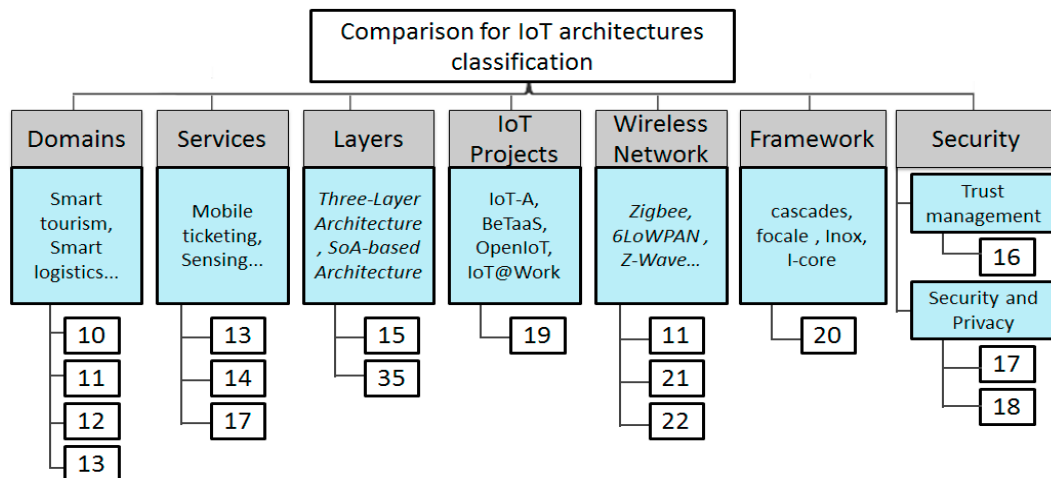 Comparison for IoT architectures
classification
Domains
Smart
tourism,
Smart
logistics...
10
11
12
13
Services
Mobile
ticketing,
Sensing...
13
14
17
Layers
Three-Layer
Architecture
, SoA-based
Architecture
15
35
IoT
Projects
IoT-A,
BeTaaS,
OpenIoT,
IoT@Work
19
Wireless
Network
Zigbee,
6LoWPAN ,
Z-Wave...
11
21
22
Framework
cascades,
focale , Inox,
I-core
20
Security
Trust
management
16
Security and
Privacy
17
18